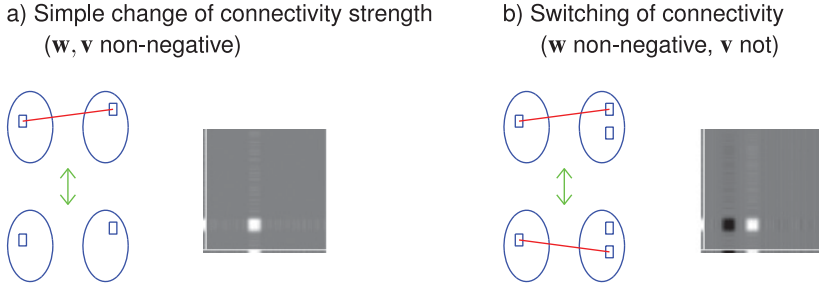 a) Simple change of connectivity strength
(w, v non-negative)
b) Switching of connectivity
(w non-negative, v not)